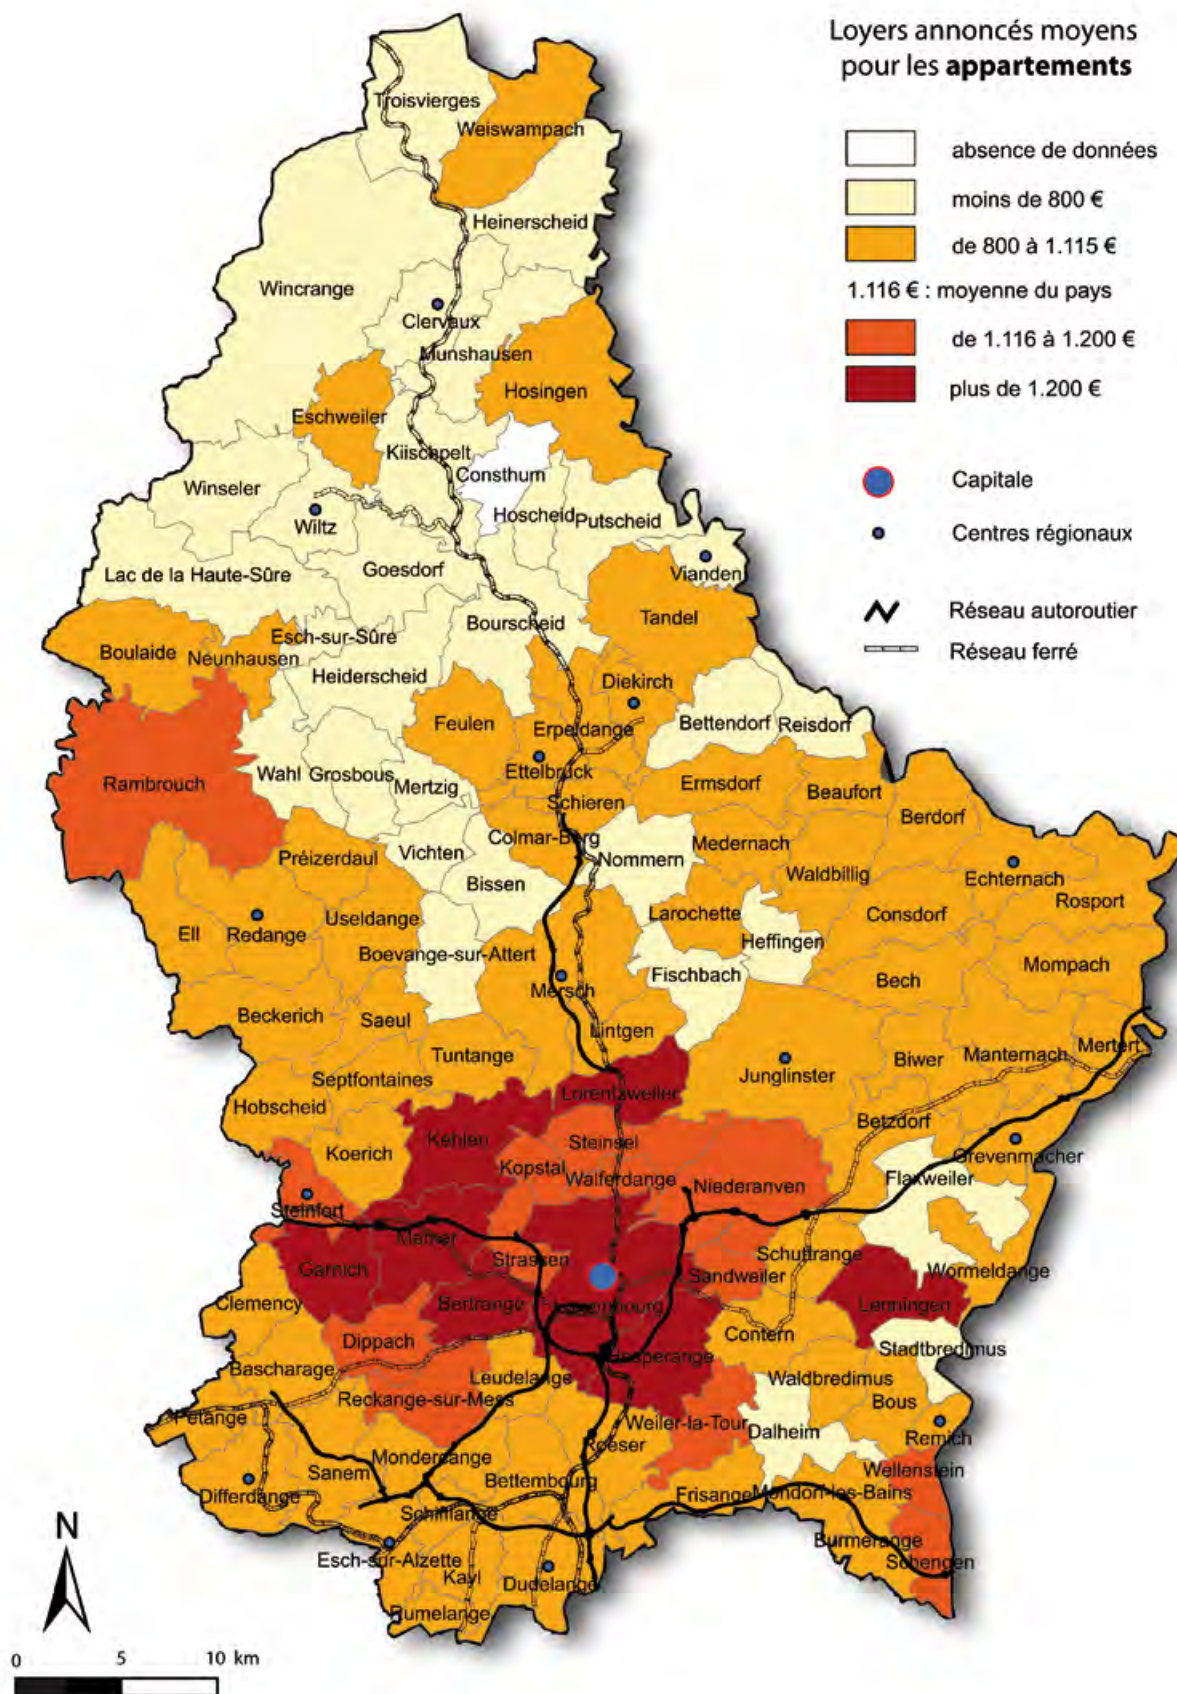 Loyers annoncés moyens
pour les appartements
absence de données
moins de 800 €
de 800 à 1.115 €
1.116 € : moyenne du pays
de 1.116 à 1.200 €
plus de 1.200 €
Capitale
Centres régionaux
Réseau autoroutier
Réseau ferré
Troisvierges
Weiswampach
Heinerscheid
Wincrange
Clervaux
Munshausen
Hosingen
Eschweiler
Kiischpelt
Consthum
Winseler
Wiltz
Hoscheid
Putscheid
Lac de la Haute-Sûre
Goesdorf
Vianden
Bourscheid
Tandel
Esch-sur-Sûre
Boulaide
Neunhausen
Heiderscheid
Diekirch
Feulen
Erpeldange
Bettendorf
Reisdorf
Rambrouch
Wahl
Grosbous
Mertzig
Ettelbruck
Ermsdorf
Beaufort
Schieren
Berdorf
Colmar-Berg
Préizerdaul
Vichten
Nommern
Medernach
Waldbillig
Echternach
Bissen
Rosport
Larochette
Consdorf
Useldange
Ell
Redange
Heffingen
Boevange-sur-Attert
Fischbach
Mompach
Bech
Mersch
Beckerich
Saeul
Lintgen
Tuntange
Biwer
Manternach
Mertert
Septfontaines
Junglinster
Hobscheid
Lorentzweiler
Betzdorf
Kehlen
Steinsel
Koerich
Grevenmacher
Kopstal
Walferdange
Niederanven
Flaxweiler
Steinfort
Mamer
Strassen
Schuttrange
Garnich
Sandweiler
Wormeldange
Clemency
Bertrange
Luxembourg
Lenningen
Dippach
Contern
Stadtbredimus
Hesperange
Bascharage
Leudelange
Waldbredimus
Reckange-sur-Mess
Bous
Pétange
Weiler-la-Tour
Dalheim
Remich
Roeser
Mondercange
Sanem
Bettembourg
Wellenstein
Differdange
Frisange
Mondorf-les-Bains
Schifflange
Burmerange
Esch-sur-Alzette
Schengen
Kayl
Dudelange
Rumelange
N
0 5 10 km